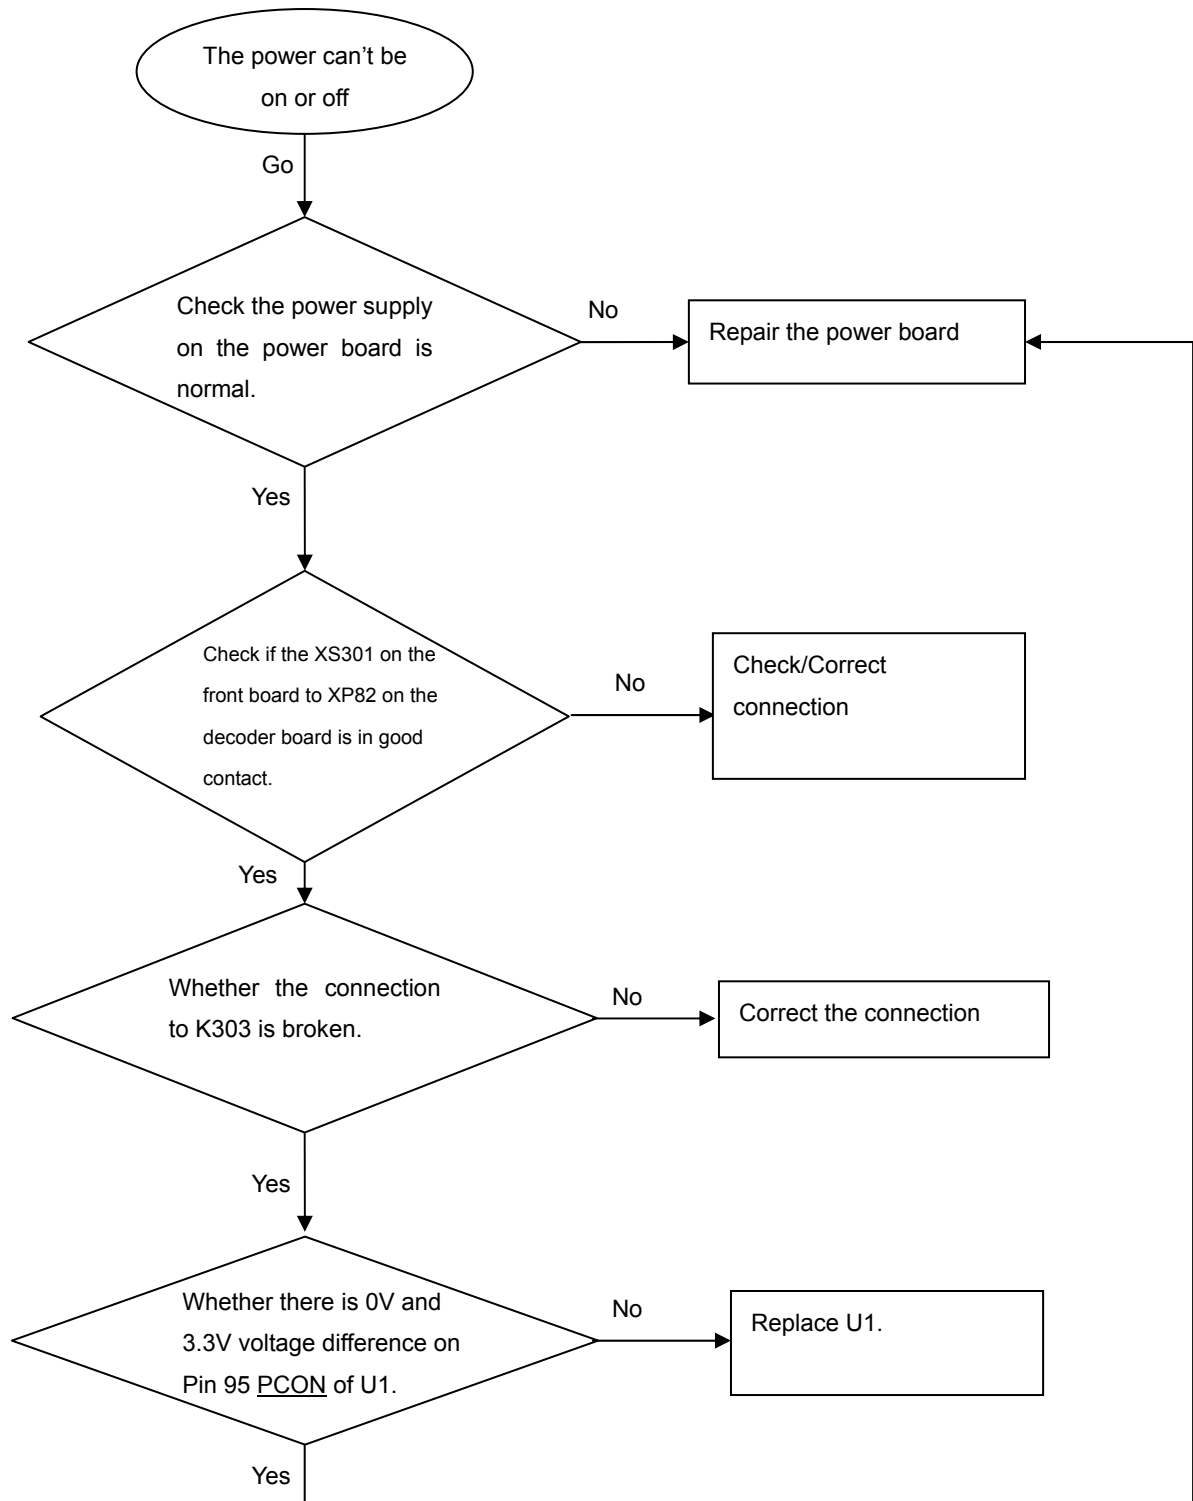 The power can’t be
on or off
Go
Check the power supply
on the power board is
normal.
No
Repair the power board
Yes
Check if the XS301 on the
front board to XP82 on the
decoder board is in good
contact.
No
Check/Correct
connection
Yes
Whether the connection
to K303 is broken.
No
Correct the connection
Yes
Whether there is 0V and
3.3V voltage difference on
Pin 95 PCON of U1.
No
Replace U1.
Yes